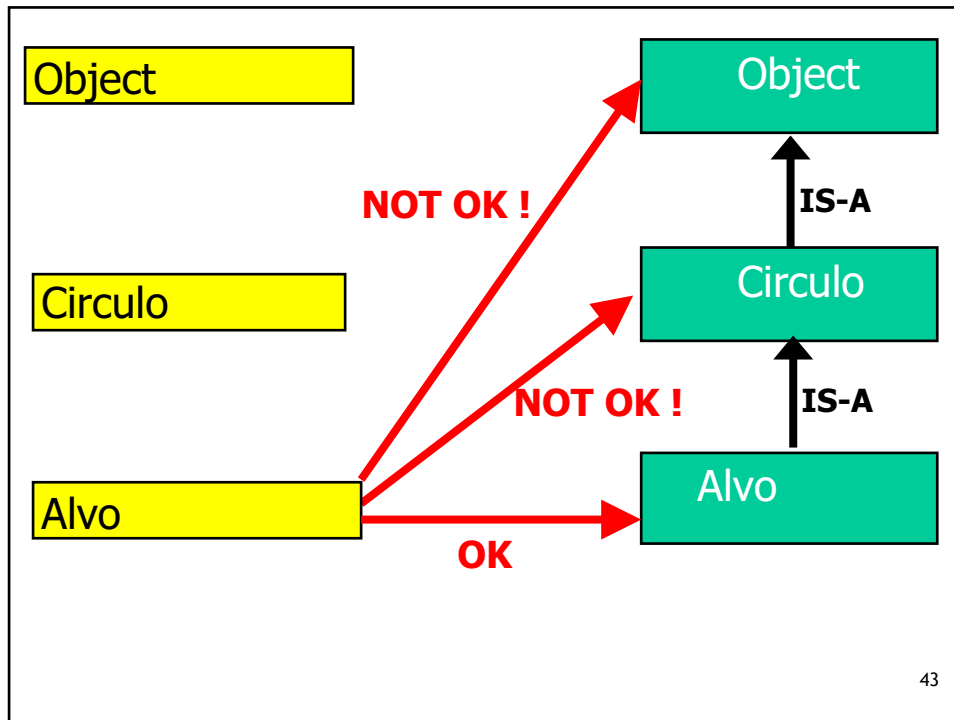 Object
Object
NOT OK !
IS-A
Circulo
Circulo
NOT OK !
IS-A
Alvo
Alvo
OK
43